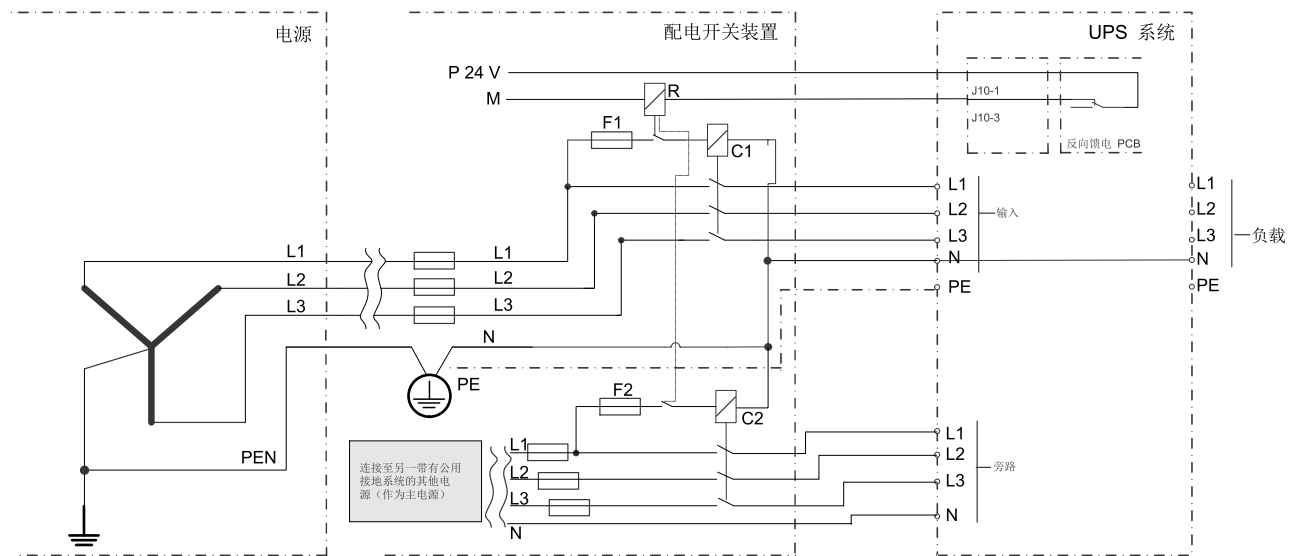 电源
配电开关装置
UPS 系统
P 24 V
M
R
J10-1
J10-3
反向馈电 PCB
F1
C1
L1
L2
L3
N
PE
输入
L1
L2
L3
N
PE
负载
L1
L2
L3
L1
L2
L3
N
PE
PEN
F2
C2
连接至另一带有公用
接地系统的其他电
源（作为主电源）
L1
L2
L3
N
L1
L2
L3
N
旁路